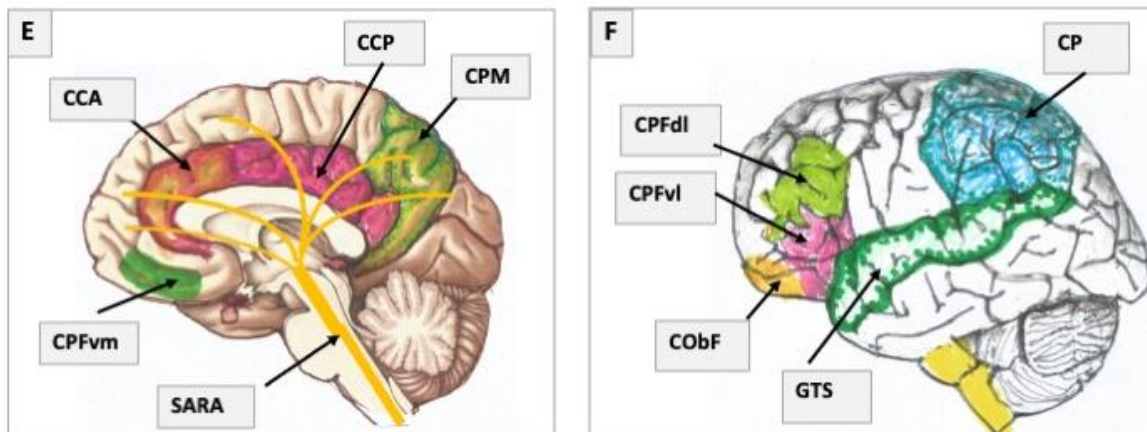 E
CCP
CPM
CCA
CPFvm
SARA
F
CP
CPFdl
CPFvl
CObF
GTS